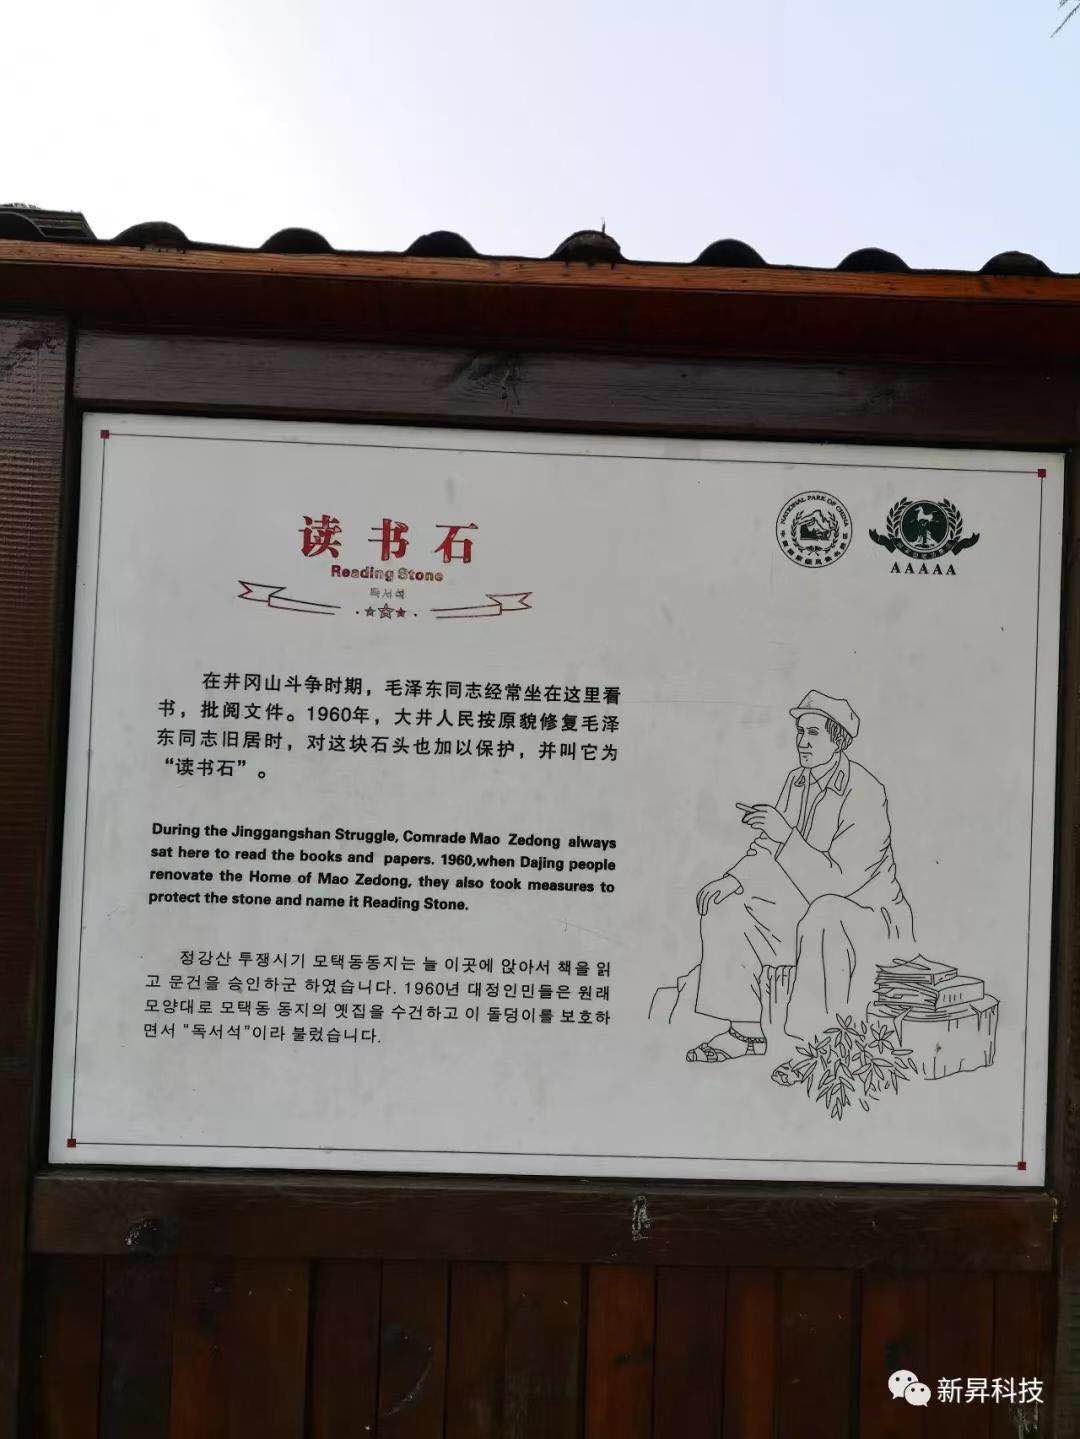 读书石
Reading Stone
독서석
NATIONAL PARK OF CHINA
AAAAA
在井冈山斗争时期，毛泽东同志经常坐在这里看
书，批阅文件。1960年，大井人民按原貌修复毛泽
东同志旧居时，对这块石头也加以保护，并叫它为
“读书石”。
During the Jinggangshan Struggle, Comrade Mao Zedong always
sat here to read the books and papers. 1960,when Dajing people
renovate the Home of Mao Zedong, they also took measures to
protect the stone and name it Reading Stone.
정강산 투쟁시기 모택동동지는 늘 이곳에 앉아서 책을 읽
고 문건을 승인하군 하였습니다. 1960년 대정인민들은 원래
모양대로 모택동 동지의 옛집을 수건하고 이 돌덩이를 보호하
면서 “독서석”이라 불렀습니다.
新昇科技